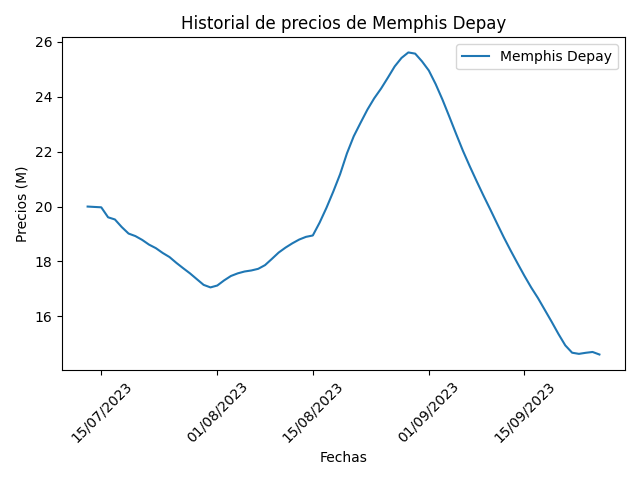 Historial de precios de Memphis Depay
Memphis Depay
Precios (M)
26
24
22
20
18
16
15/07/2023
01/08/2023
15/08/2023
01/09/2023
15/09/2023
Fechas